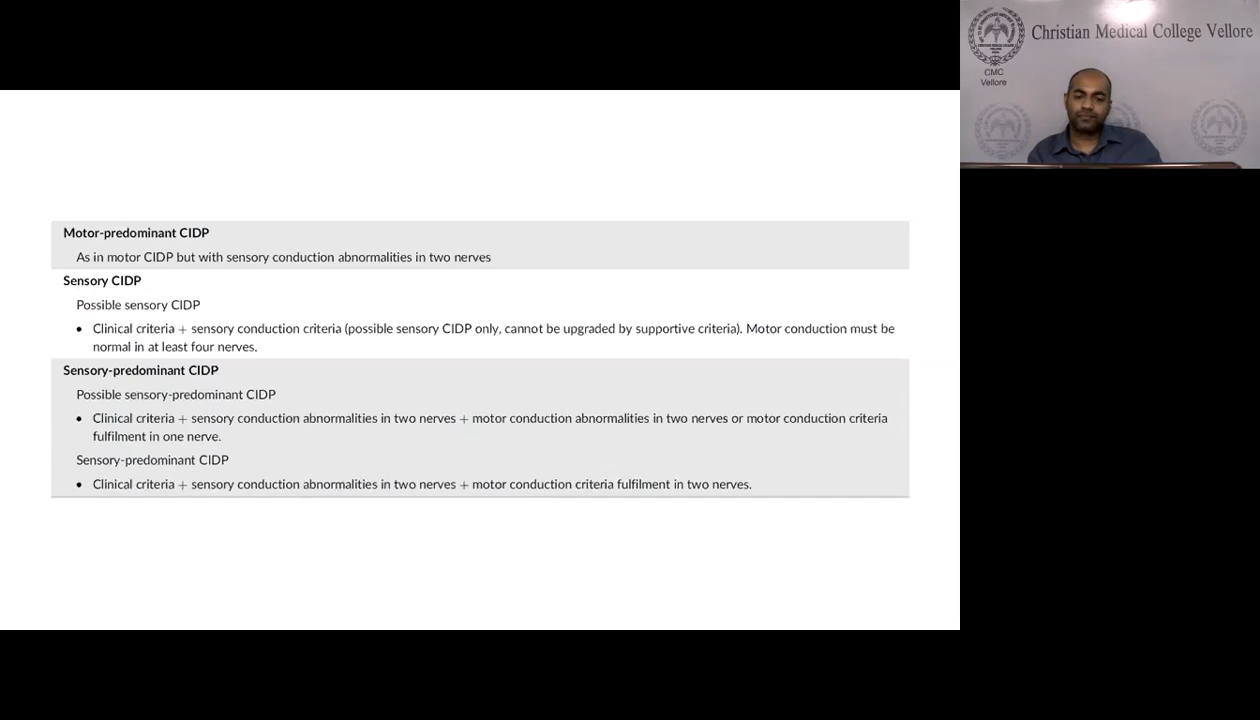 Christian Medical College Vellore
CMC
Vellore
Motor-predominant CIDP
As in motor CIDP but with sensory conduction abnormalities in two nerves
Sensory CIDP
Possible sensory CIDP
• Clinical criteria + sensory conduction criteria (possible sensory CIDP only, cannot be upgraded by supportive criteria). Motor conduction must be
normal in at least four nerves.
Sensory-predominant CIDP
Possible sensory-predominant CIDP
• Clinical criteria + sensory conduction abnormalities in two nerves + motor conduction abnormalities in two nerves or motor conduction criteria
fulfilment in one nerve.
Sensory-predominant CIDP
• Clinical criteria + sensory conduction abnormalities in two nerves + motor conduction criteria fulfilment in two nerves.